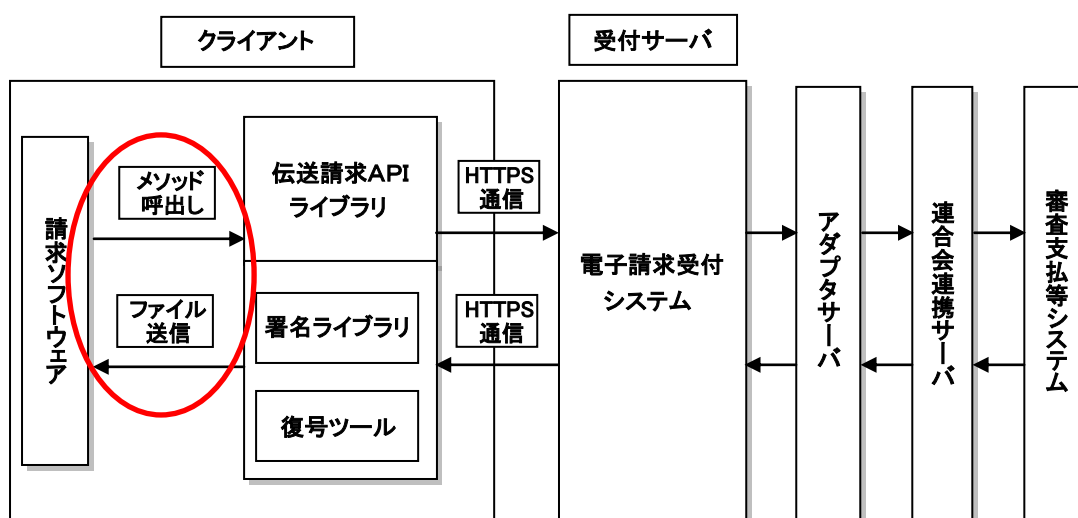 クライアント
受付サーバ
請求ソフトウェア
メソッド
呼出し
ファイル
送信
伝送請求API
ライブラリ
署名ライブラリ
復号ツール
HTTPS
通信
HTTPS
通信
電子請求受付
システム
アダプタサーバ
連合会連携サーバ
審査支払等システム